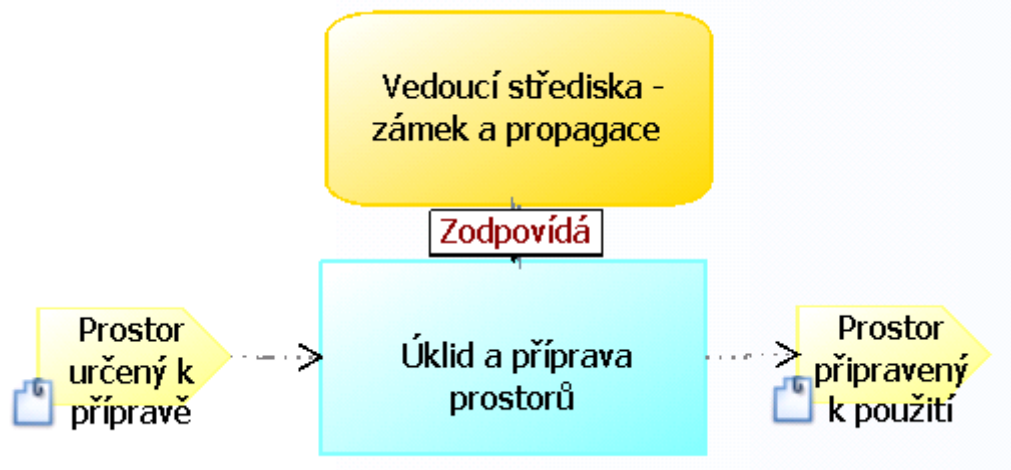 Vedoucí střediska -
zámek a propagace
Zodpovídá
Prostor
určený k
přípravě
Úklid a příprava
prostorů
Prostor
připravený
k použití